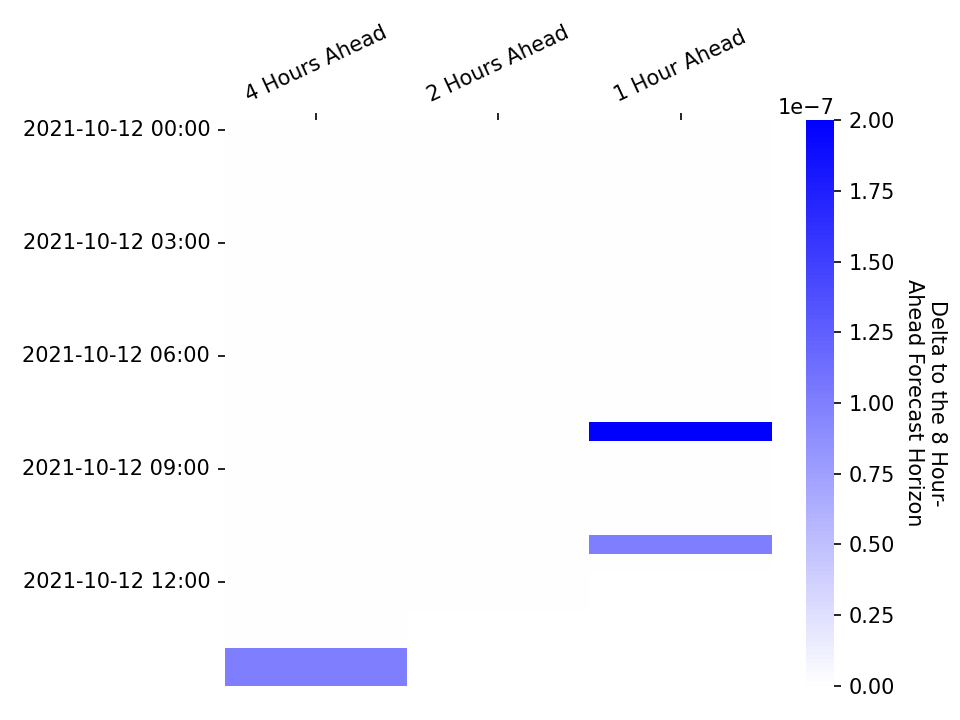 4 Hours Ahead
2 Hours Ahead
1 Hour Ahead
2021-10-12 00:00
2021-10-12 03:00
2021-10-12 06:00
2021-10-12 09:00
2021-10-12 12:00
1e−7
2.00
1.75
1.50
1.25
1.00
0.75
0.50
0.25
0.00
Delta to the 8 Hour-
Ahead Forecast Horizon